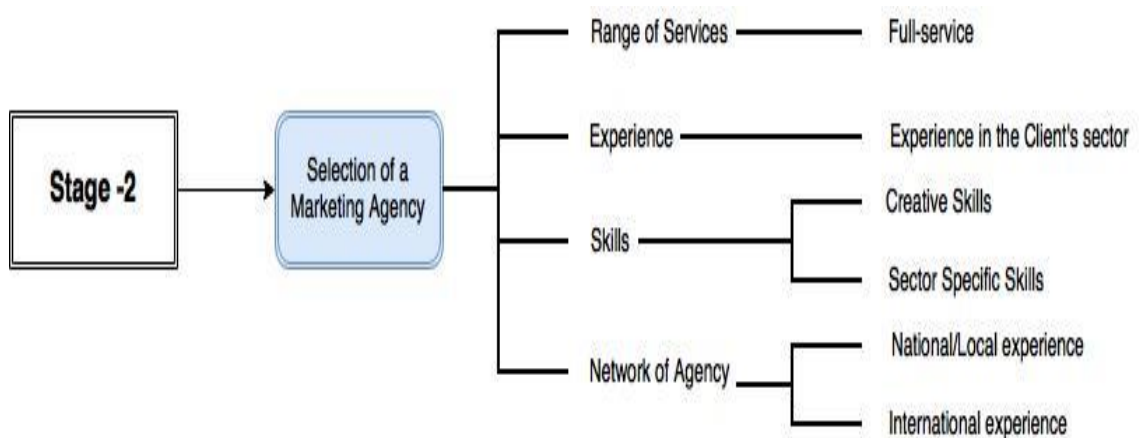 Range of Services
Full-service
Experience
Experience in the Client's sector
Stage -2
Selection of a
Marketing Agency
Creative Skills
Skills
Sector Specific Skills
National/Local experience
Network of Agency
International experience